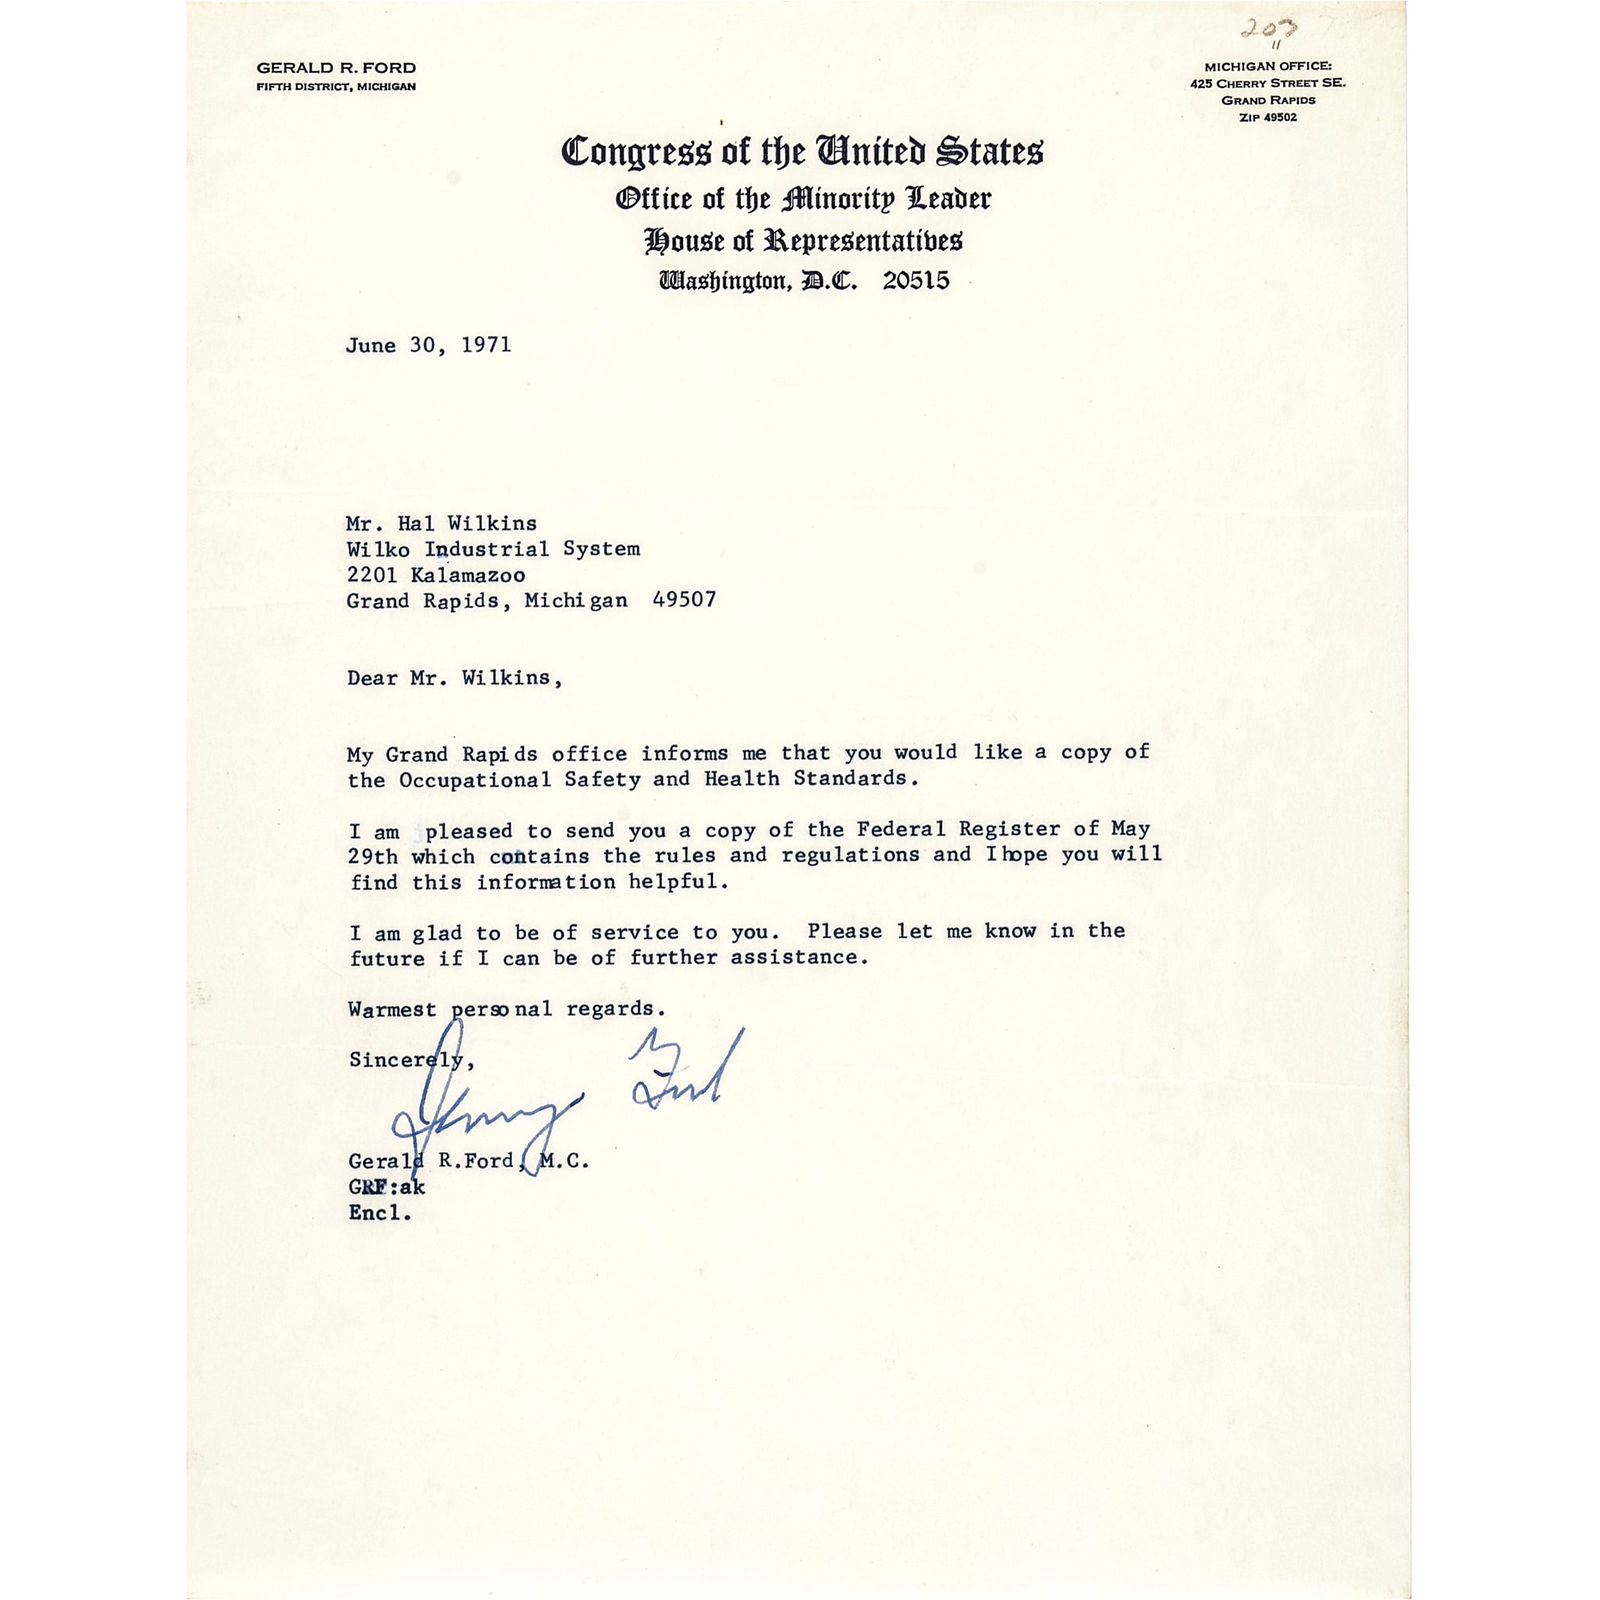 207
"
GERALD R. FORD
FIFTH DISTRICT, MICHIGAN
MICHIGAN OFFICE:
425 CHERRY STREET SE.
GRAND RAPIDS
ZIP 49502
Congress of the United States
Office of the Minority Leader
House of Representatives
Washington, D.C. 20515
June 30, 1971
Mr. Hal Wilkins
Wilko Industrial System
2201 Kalamazoo
Grand Rapids, Michigan 49507
Dear Mr. Wilkins,
My Grand Rapids office informs me that you would like a copy of
the Occupational Safety and Health Standards.
I am pleased to send you a copy of the Federal Register of May
29th which contains the rules and regulations and I hope you will
find this information helpful.
I am glad to be of service to you. Please let me know in the
future if I can be of further assistance.
Warmest personal regards.
Sincerely,
Jerry Ford
Gerald R.Ford, M.C.
GRF:ak
Encl.